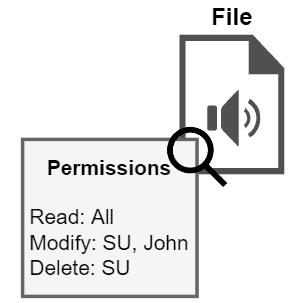 File
Permissions
Read: All
Modify: SU, John
Delete: SU